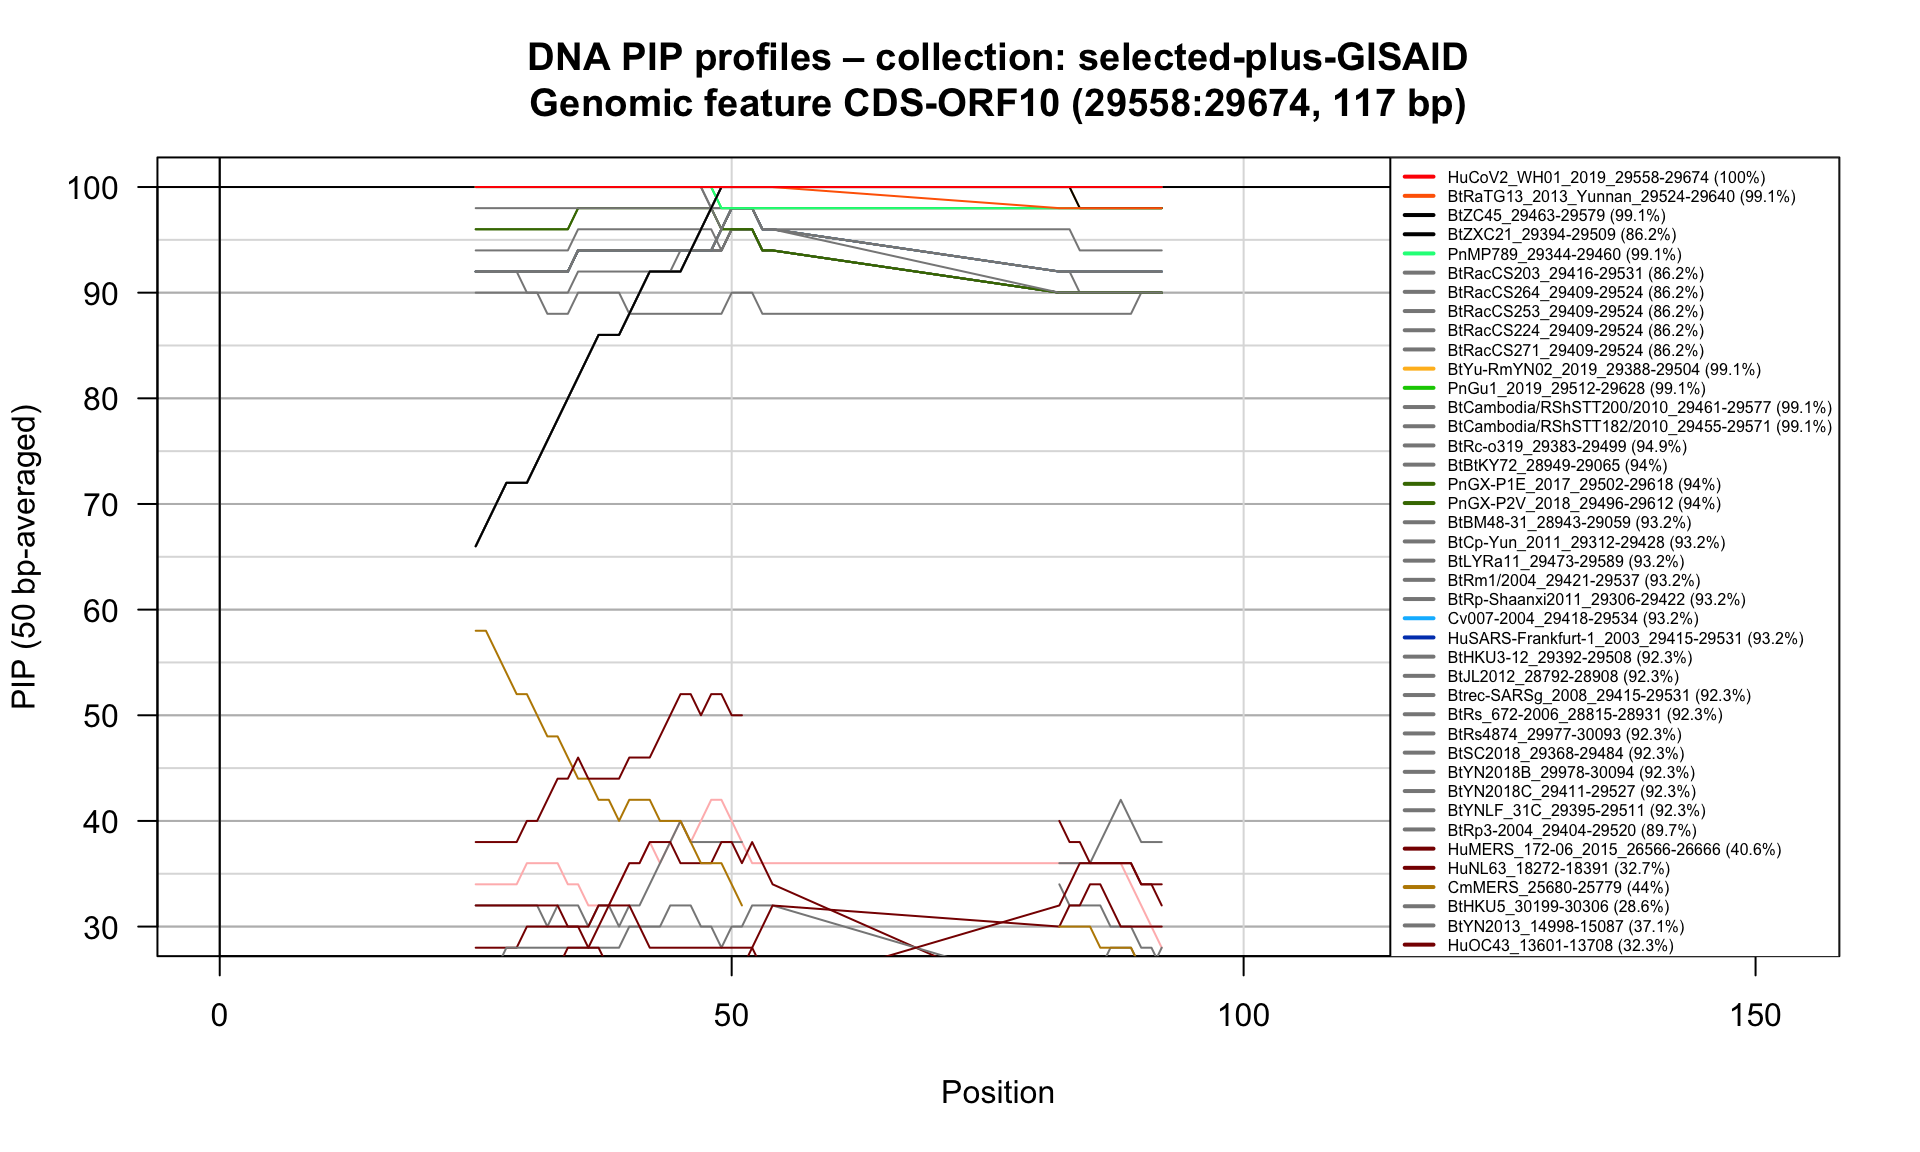 DNA PIP profiles – collection: selected-plus-GISAID
Genomic feature CDS-ORF10 (29558:29674, 117 bp)
PIP (50 bp-averaged)
100
90
80
70
60
50
40
30
0
50
100
150
Position
HuCoV2_WH01_2019_29558-29674 (100%)
BtRaTG13_2013_Yunnan_29524-29640 (99.1%)
BtZC45_29463-29579 (99.1%)
BtZXC21_29394-29509 (86.2%)
PnMP789_29344-29460 (99.1%)
BtRacCS203_29416-29531 (86.2%)
BtRacCS264_29409-29524 (86.2%)
BtRacCS253_29409-29524 (86.2%)
BtRacCS224_29409-29524 (86.2%)
BtRacCS271_29409-29524 (86.2%)
BtYu-RmYN02_2019_29388-29504 (99.1%)
PnGu1_2019_29512-29628 (99.1%)
BtCambodia/RShSTT200/2010_29461-29577 (99.1%)
BtCambodia/RShSTT182/2010_29455-29571 (99.1%)
BtRc-o319_29383-29499 (94.9%)
BtBtKY72_28949-29065 (94%)
PnGX-P1E_2017_29502-29618 (94%)
PnGX-P2V_2018_29496-29612 (94%)
BtBM48-31_28943-29059 (93.2%)
BtCp-Yun_2011_29312-29428 (93.2%)
BtLYRa11_29473-29589 (93.2%)
BtRm1/2004_29421-29537 (93.2%)
BtRp-Shaanxi2011_29306-29422 (93.2%)
Cv007-2004_29418-29534 (93.2%)
HuSARS-Frankfurt-1_2003_29415-29531 (93.2%)
BtHKU3-12_29392-29508 (92.3%)
BtJL2012_28792-28908 (92.3%)
Btrec-SARSg_2008_29415-29531 (92.3%)
BtRs_672-2006_28815-28931 (92.3%)
BtRs4874_29977-30093 (92.3%)
BtSC2018_29368-29484 (92.3%)
BtYN2018B_29978-30094 (92.3%)
BtYN2018C_29411-29527 (92.3%)
BtYNLF_31C_29395-29511 (92.3%)
BtRp3-2004_29404-29520 (89.7%)
HuMERS_172-06_2015_26566-26666 (40.6%)
HuNL63_18272-18391 (32.7%)
CmMERS_25680-25779 (44%)
BtHKU5_30199-30306 (28.6%)
BtYN2013_14998-15087 (37.1%)
HuOC43_13601-13708 (32.3%)